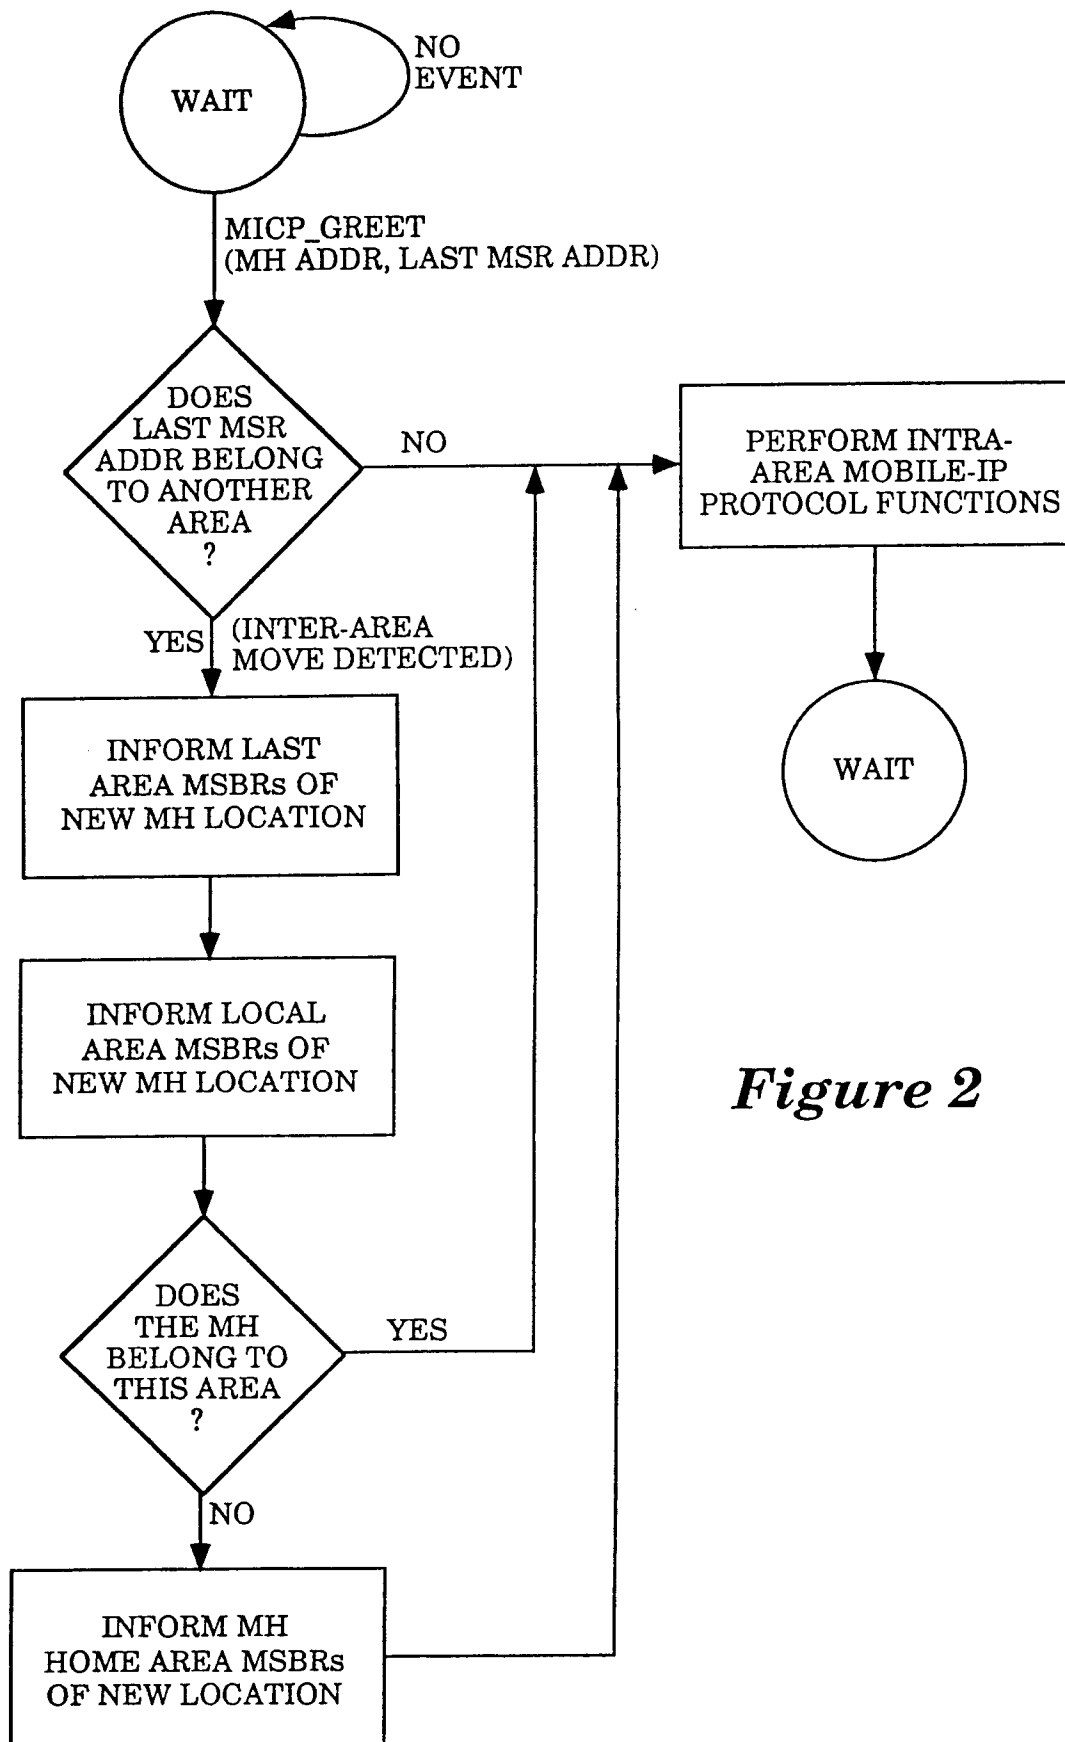 WAIT
NO
EVENT
MICP_GREET
(MH ADDR, LAST MSR ADDR)
DOES
LAST MSR
ADDR BELONG
TO ANOTHER
AREA
?
NO
PERFORM INTRA-
AREA MOBILE-IP
PROTOCOL FUNCTIONS
YES
(INTER-AREA
MOVE DETECTED)
WAIT
INFORM LAST
AREA MSBRs OF
NEW MH LOCATION
INFORM LOCAL
AREA MSBRs OF
NEW MH LOCATION
Figure 2
DOES
THE MH
BELONG TO
THIS AREA
?
YES
NO
INFORM MH
HOME AREA MSBRs
OF NEW LOCATION